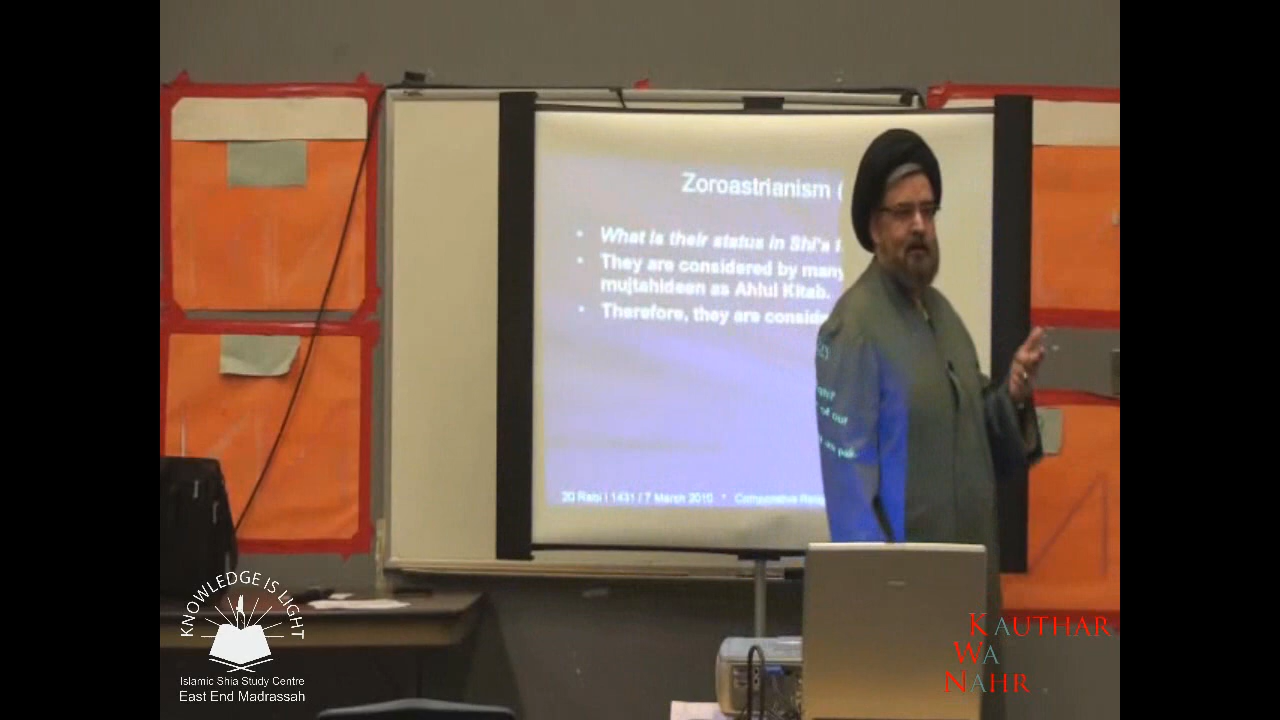 Zoroastrianism (
• What is their status in Shi'a
• They are considered by many
mujtahideen as Ahlul Kitab.
• Therefore, they are
20 Rabi I 1431 / 7 March 2010 * Comparative
of our
KNOWLEDGE IS LIGHT
Islamic Shia Study Centre
East End Madrassah
KAUTHAR
WA
NAHR